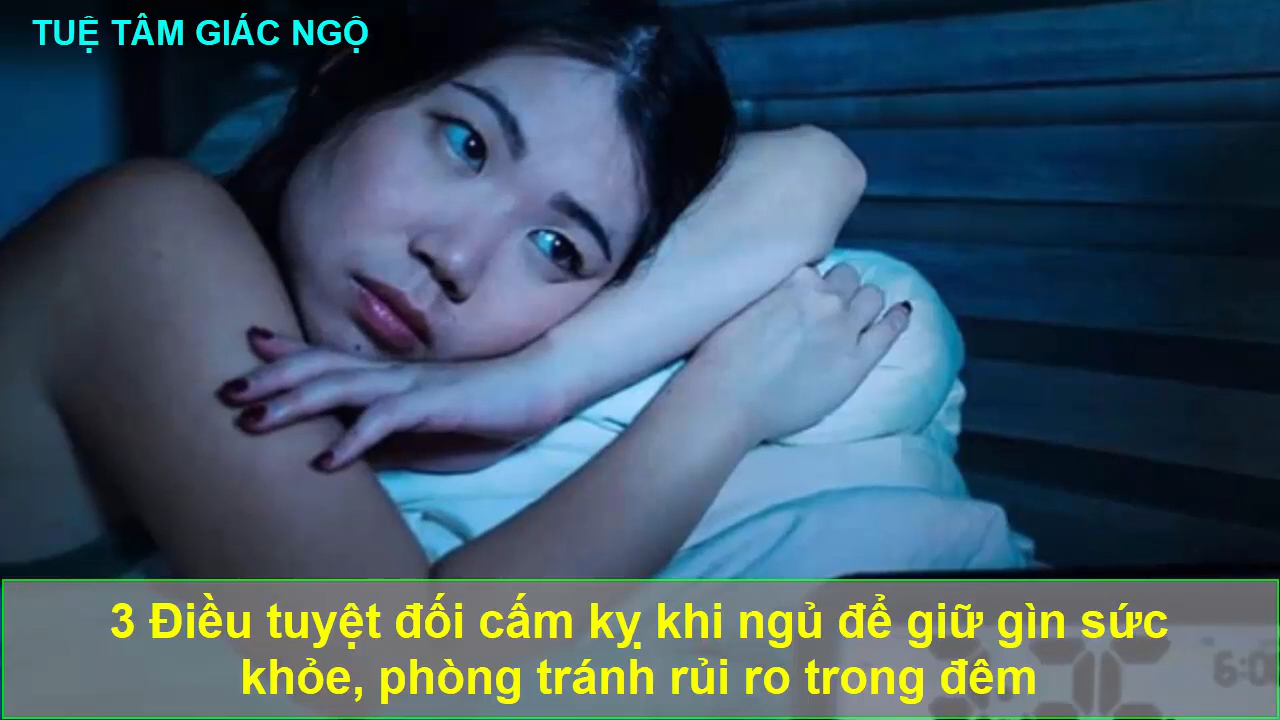 TUỆ TÂM GIÁC NGỘ
3 Điều tuyệt đối cấm kỵ khi ngủ để giữ gìn sức
khỏe, phòng tránh rủi ro trong đêm